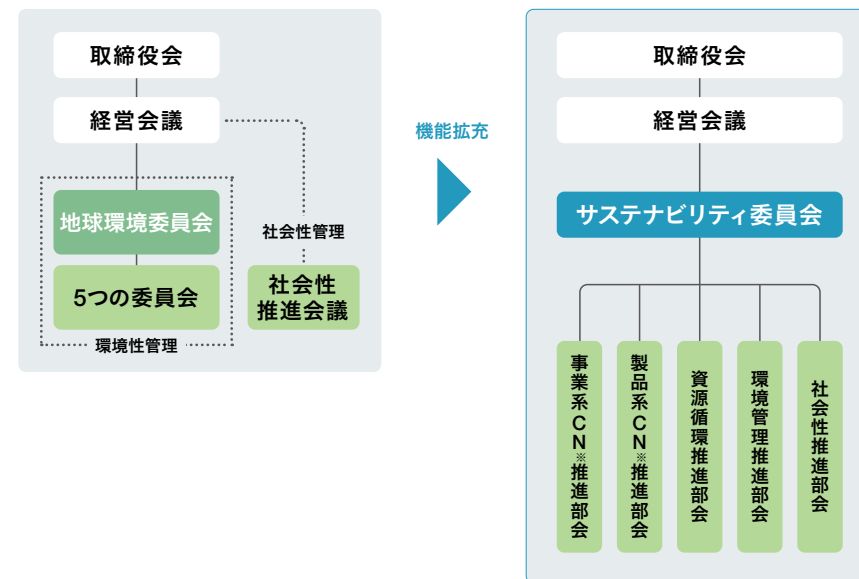 取締役会
経営会議
地球環境委員会
5つの委員会
環境性管理
社会性管理
社会性
推進会議
機能拡充
取締役会
経営会議
サステナビリティ委員会
事業系CN※推進部会
製品系CN※推進部会
資源循環推進部会
環境管理推進部会
社会性推進部会